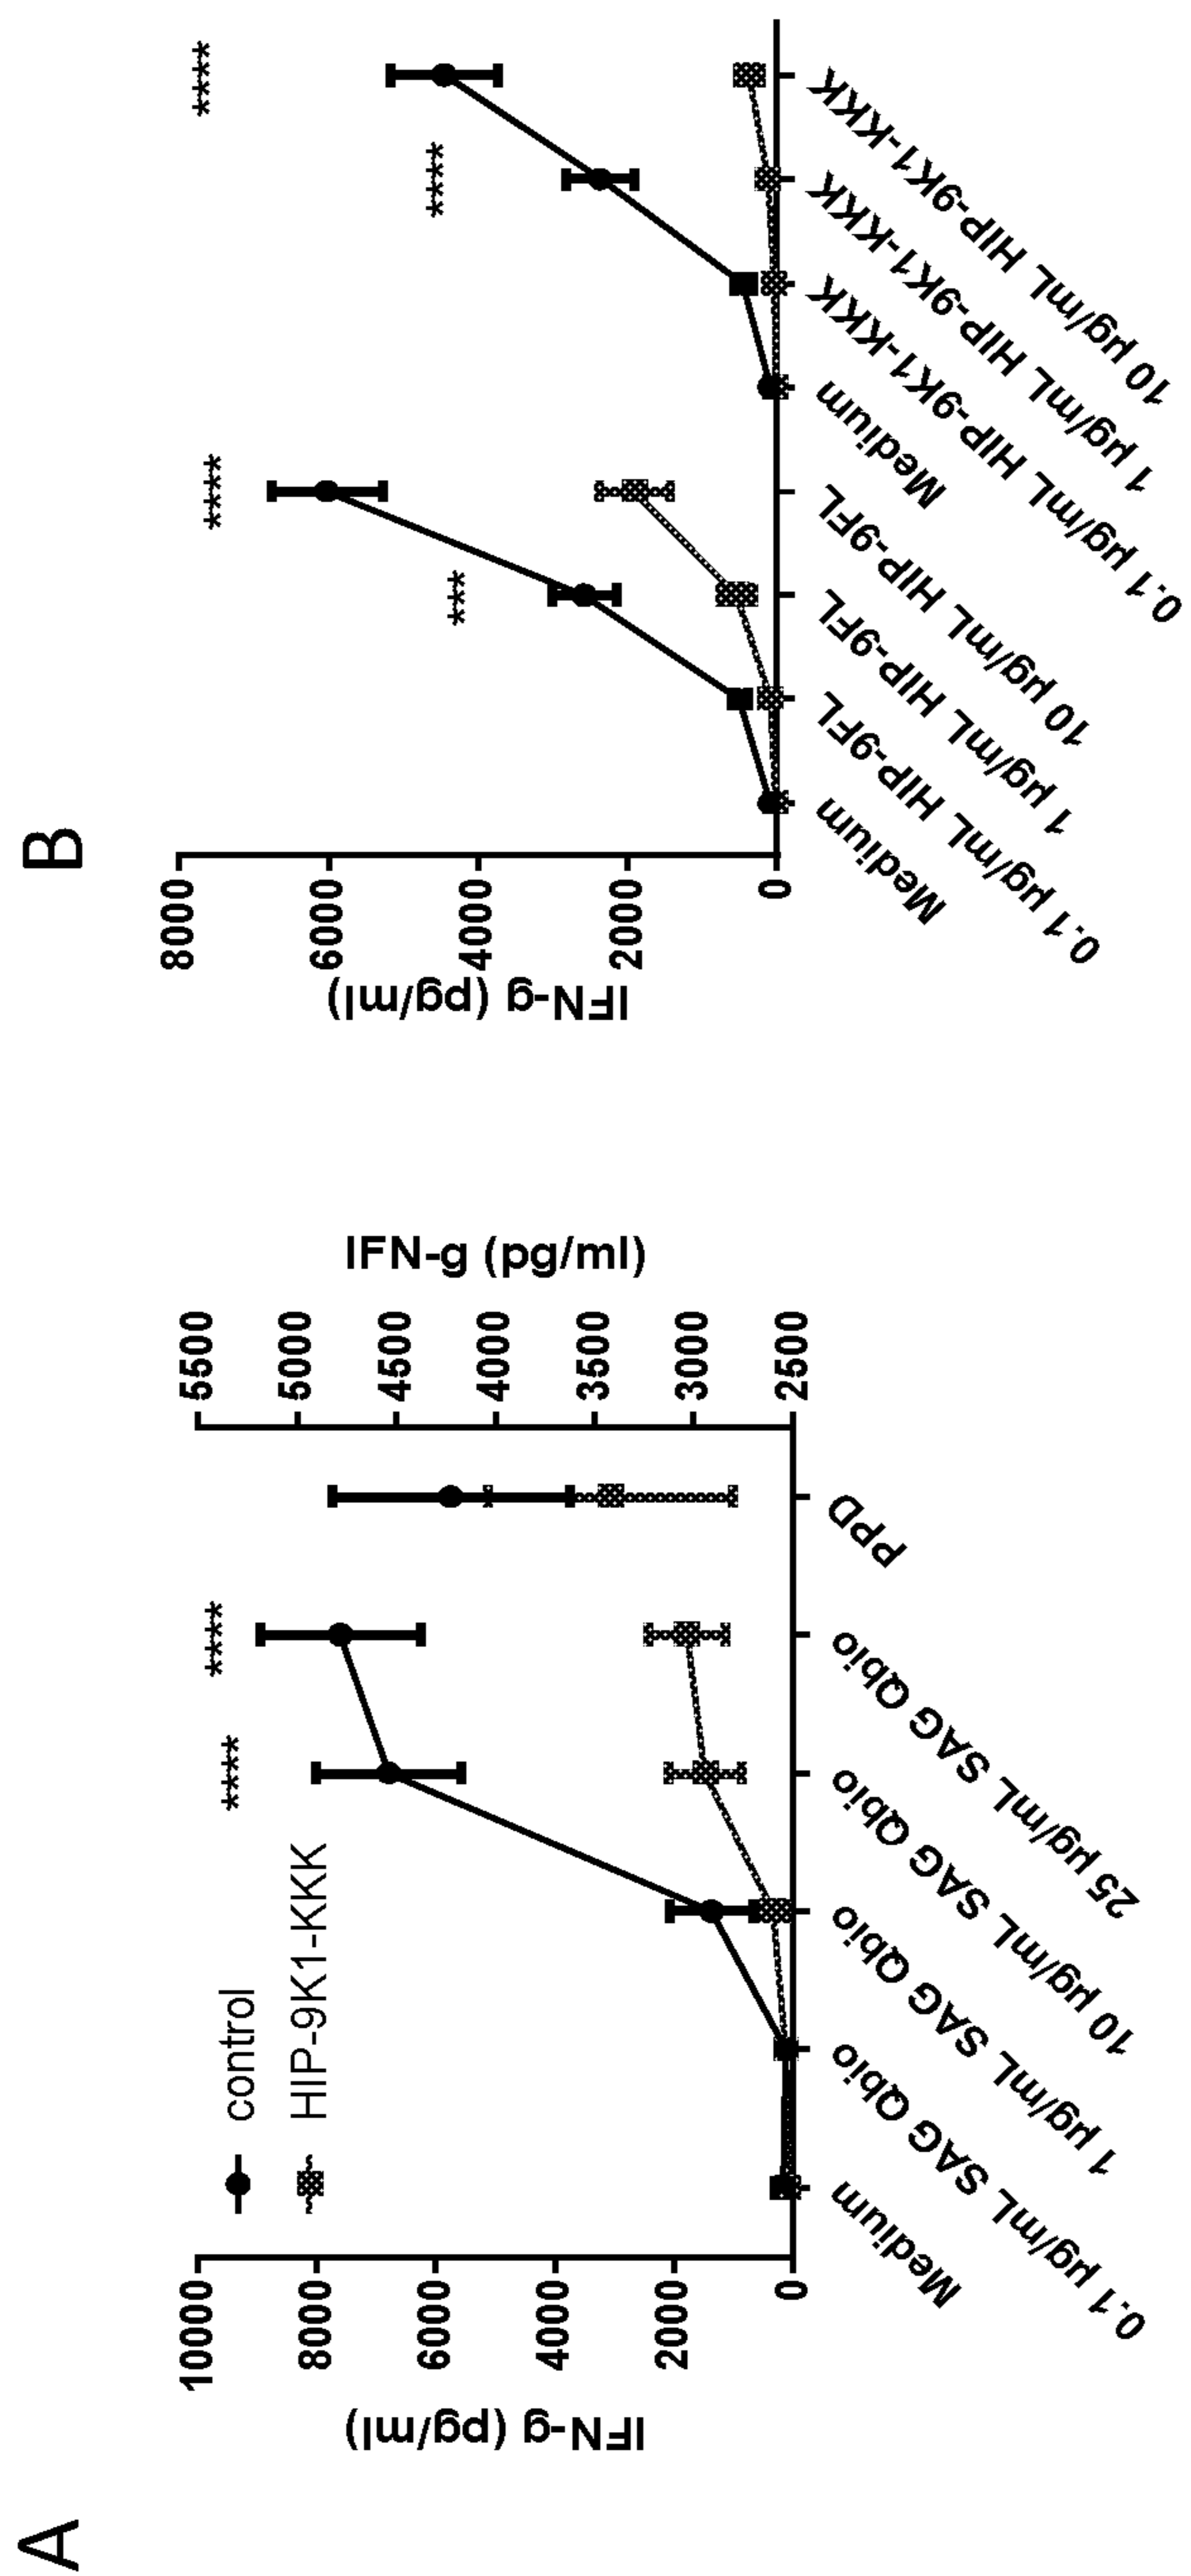 A
IFN-g (pg/ml)
10000
8000
6000
4000
2000
0
control
HIP-9K1-KKK
****
****
Medium
0.1 µg/mL SAG Qbio
1 µg/mL SAG Qbio
10 µg/mL SAG Qbio
25 µg/mL SAG Qbio
PPD
5500
5000
4500
4000
3500
3000
2500
IFN-g (pg/ml)
B
IFN-g (pg/ml)
8000
6000
4000
2000
0
***
****
****
****
Medium
0.1 µg/mL HIP-9FL
1 µg/mL HIP-9FL
10 µg/mL HIP-9FL
Medium
0.1 µg/mL HIP-9K1-KKK
1 µg/mL HIP-9K1-KKK
10 µg/mL HIP-9K1-KKK